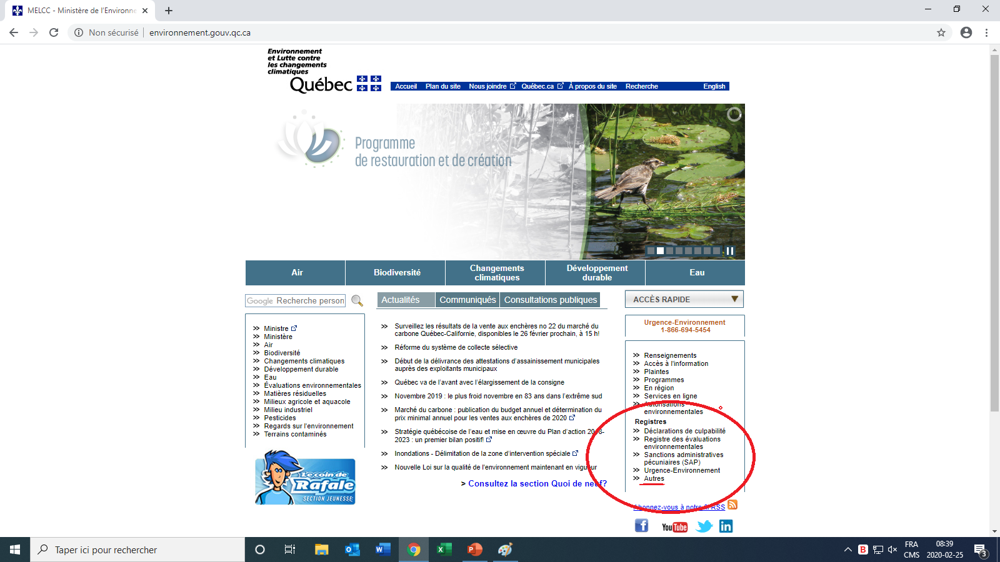 MELCC - Ministère de l'Environne
Non sécurisé
environnement.gouv.qc.ca
Environnement
et Lutte contre
les changements
climatiques
Québec
Accueil Plan du site Nous joindre Québec.ca À propos du site Recherche English
Programme
de restauration et de création
Air
Biodiversité
Changements
climatiques
Développement
durable
Eau
Google Recherche person
Ministre
Ministère
Air
Biodiversité
Changements climatiques
Développement durable
Eau
Évaluations environnementales
Matières résiduelles
Milieux agricole et aquacole
Milieu industriel
Pesticides
Regards sur l'environnement
Terrains contaminés
Le coin de
Rafale
SECTION JEUNESSE
Actualités Communiqués Consultations publiques
Surveillez les résultats de la vente aux enchères no 22 du marché du
carbone Québec-Californie, disponibles le 26 février prochain, à 15 h!
Réforme du système de collecte sélective
Début de la délivrance des attestations d'assainissement municipales
auprès des exploitants municipaux
Québec va de l'avant avec l'élargissement de la consigne
Novembre 2019 : le plus froid novembre en 83 ans dans l'extrême sud
Marché du carbone : publication du budget annuel et détermination du
prix minimal annuel pour les ventes aux enchères de 2020
Stratégie québécoise de l'eau et mise en œuvre du Plan d'action 2018-
2023 : un premier bilan positif!
Inondations - Délimitation de la zone d'intervention spéciale
Nouvelle Loi sur la qualité de l'environnement maintenant en vigueur
> Consultez la section Quoi de neuf?
ACCÈS RAPIDE
Urgence-Environnement
1-866-694-5454
Renseignements
Accès à l'information
Plaintes
Programmes
En région
Services en ligne
Autorisations
environnementales
Registres
Déclarations de culpabilité
Registre des évaluations
environnementales
Sanctions administratives
pécuniaires (SAP)
Urgence-Environnement
Autres
Abonnez-vous à notre RSS
YouTube
Taper ici pour rechercher
FRA
CMS
08:39
2020-02-25
3